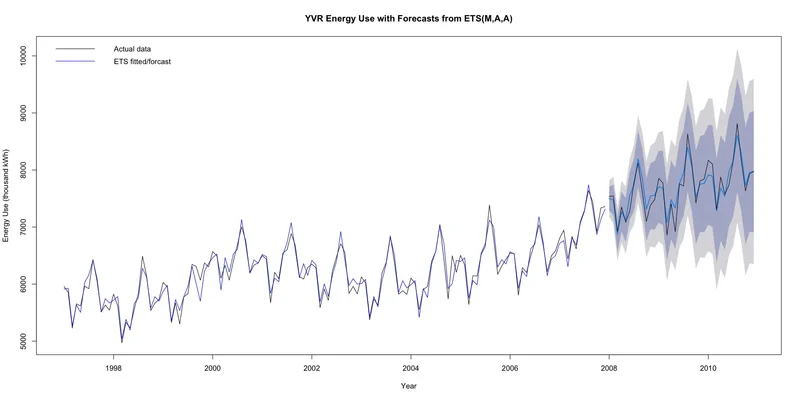 YVR Energy Use with Forecasts from ETS(M,A,A)
Actual data
ETS fitted/forcast
Energy Use (thousand kWh)
10000
9000
8000
7000
6000
5000
1998 2000 2002 2004 2006 2008 2010
Year